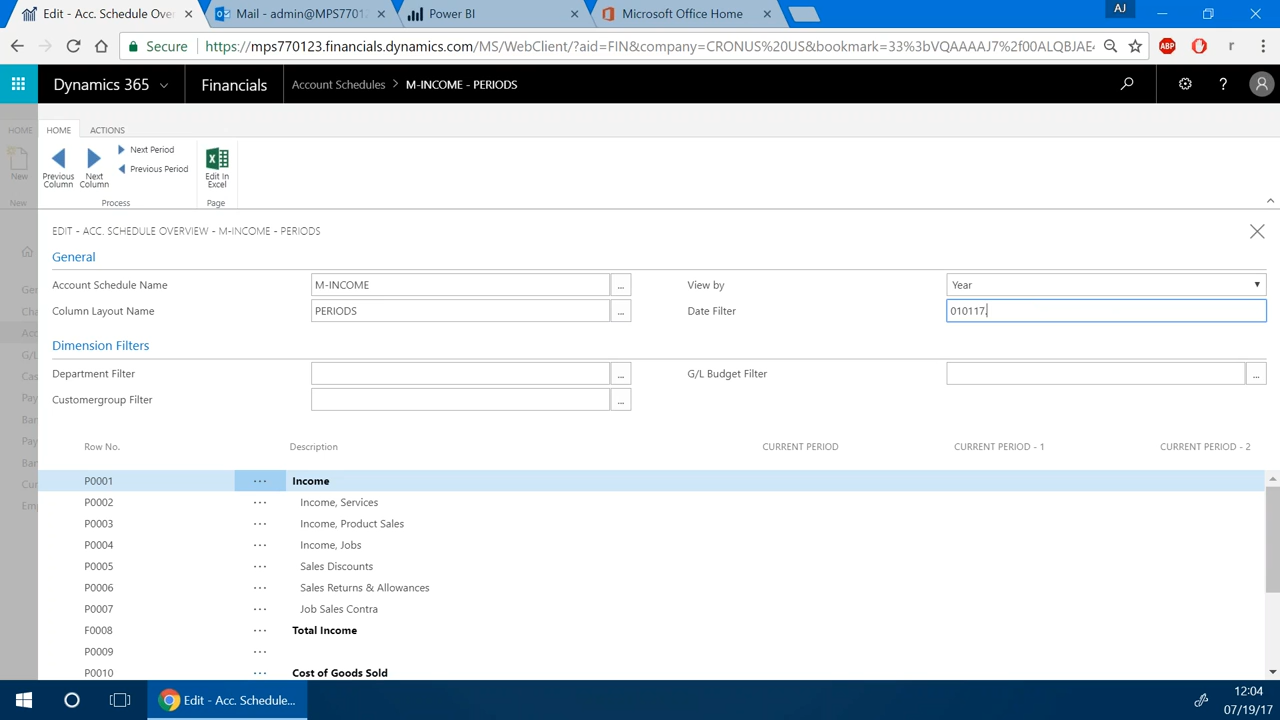 Edit - Acc. Schedule Ove
Mail - admin@MPS7701
Power BI
Microsoft Office Home
AJ
Secure
https://mps770123.financials.dynamics.com/MS/WebClient/?aid=FIN&company=CRONUS%20US&bookmark=33%3bVQAAAAJ7%2f00ALQBJAE
ABP
r
Dynamics 365
Financials
Account Schedules > M-INCOME - PERIODS
?
HOME
HOME
ACTIONS
New
Previous Column
Next Column
Next Period
Previous Period
Edit In Excel
New
Process
Page
EDIT - ACC. SCHEDULE OVERVIEW - M-INCOME - PERIODS
General
Account Schedule Name
M-INCOME
...
View by
Year
Column Layout Name
PERIODS
...
Date Filter
010117.
Dimension Filters
Department Filter
...
G/L Budget Filter
...
Customergroup Filter
...
Row No.
Description
CURRENT PERIOD
CURRENT PERIOD - 1
CURRENT PERIOD - 2
P0001 ... Income
P0002 ... Income, Services
P0003 ... Income, Product Sales
P0004 ... Income, Jobs
P0005 ... Sales Discounts
P0006 ... Sales Returns & Allowances
P0007 ... Job Sales Contra
F0008 ... Total Income
P0009 ...
P0010 ... Cost of Goods Sold
Edit - Acc. Schedule...
12:04
07/19/17